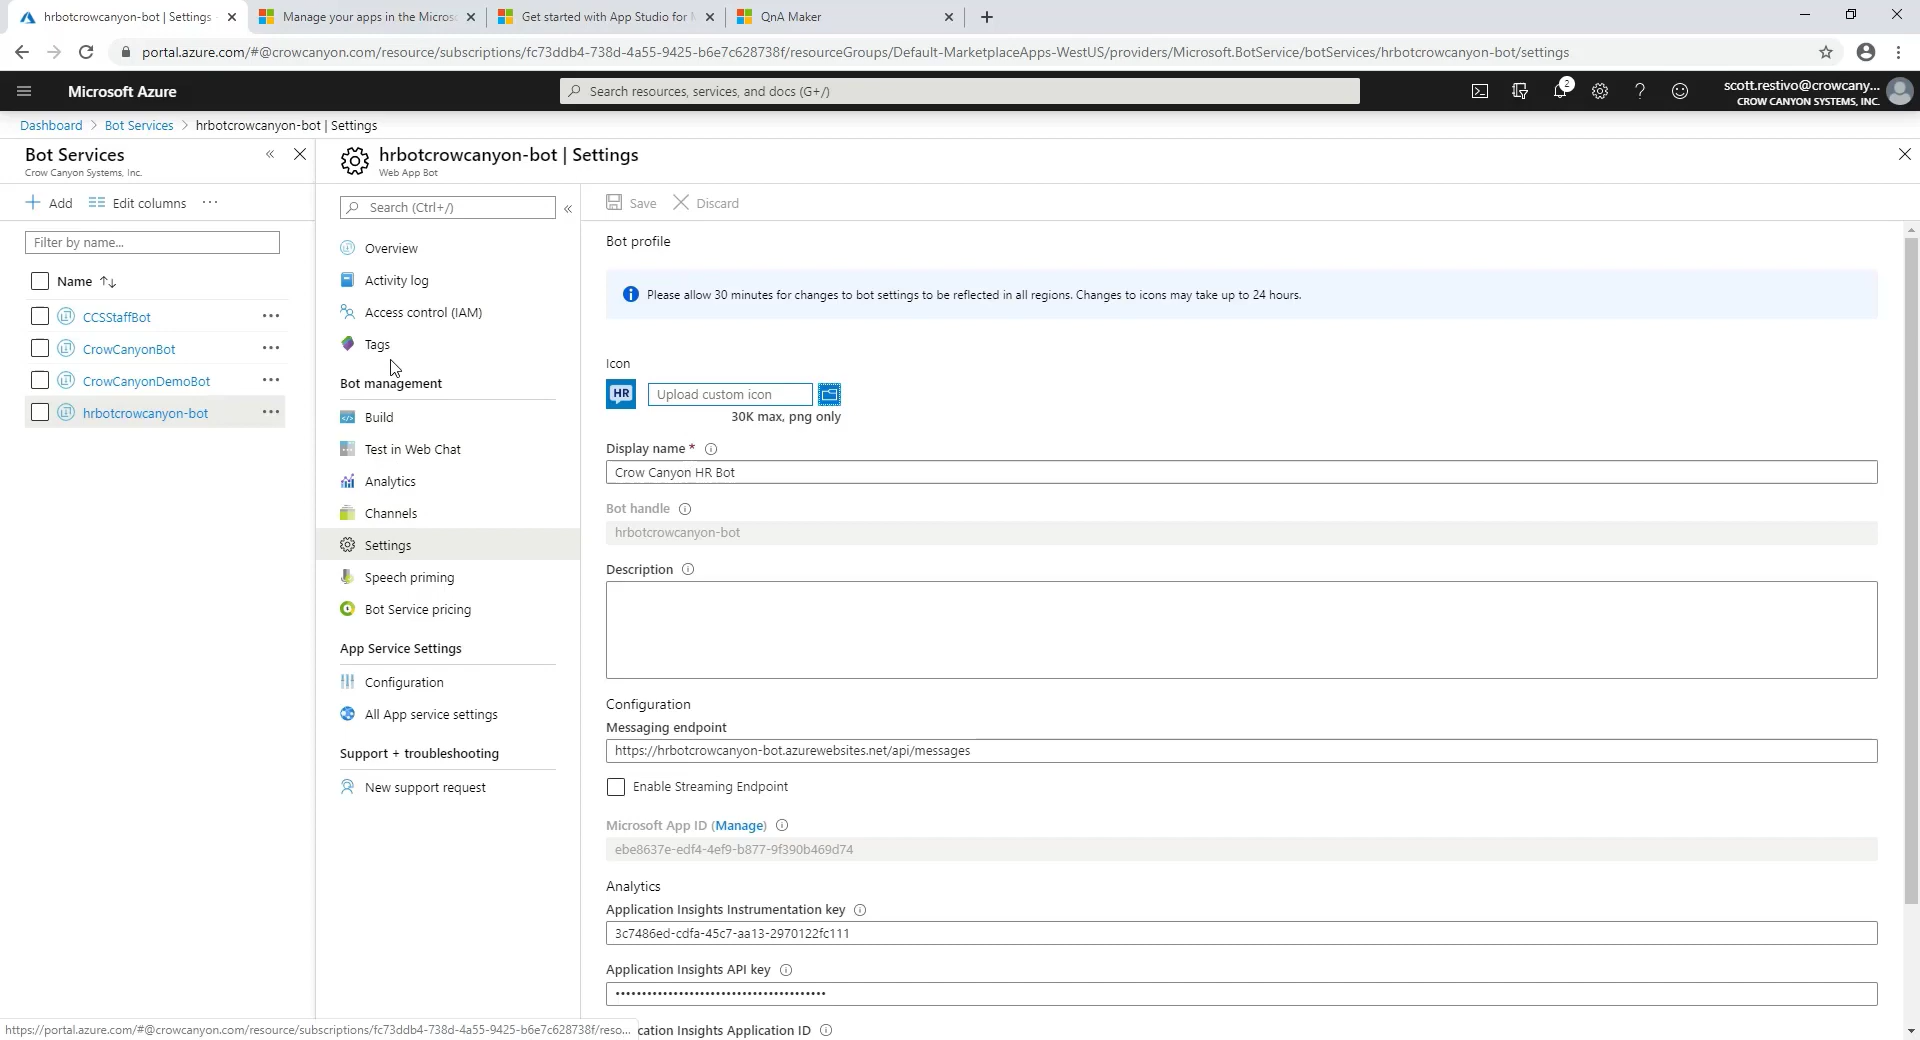 hrbotcrowcanyon-bot | Settings
Manage your apps in the Microso
Get started with App Studio for M
QnA Maker
portal.azure.com/#@crowcanyon.com/resource/subscriptions/fc73ddb4-738d-4a55-9425-b6e7c628738f/resourceGroups/Default-MarketplaceApps-WestUS/providers/Microsoft.BotService/botServices/hrbotcrowcanyon-bot/settings
Microsoft Azure
Search resources, services, and docs (G+/)
2
scott.restivo@crowcany...
CROW CANYON SYSTEMS, INC.
Dashboard > Bot Services > hrbotcrowcanyon-bot | Settings
Bot Services
Crow Canyon Systems, Inc.
Add
Edit columns
Filter by name...
Name
CCSStaffBot
CrowCanyonBot
CrowCanyonDemoBot
hrbotcrowcanyon-bot
hrbotcrowcanyon-bot | Settings
Web App Bot
Search (Ctrl+/)
Overview
Activity log
Access control (IAM)
Tags
Bot management
Build
Test in Web Chat
Analytics
Channels
Settings
Speech priming
Bot Service pricing
App Service Settings
Configuration
All App service settings
Support + troubleshooting
New support request
Save
Discard
Bot profile
Please allow 30 minutes for changes to bot settings to be reflected in all regions. Changes to icons may take up to 24 hours.
Icon
HR
Upload custom icon
30K max, png only
Display name *
Crow Canyon HR Bot
Bot handle
hrbotcrowcanyon-bot
Description
Configuration
Messaging endpoint
https://hrbotcrowcanyon-bot.azurewebsites.net/api/messages
Enable Streaming Endpoint
Microsoft App ID (Manage)
ebe8637e-edf4-4ef9-b877-9f390b469d74
Analytics
Application Insights Instrumentation key
3c7486ed-cdfa-45c7-aa13-2970122fc111
Application Insights API key
cation Insights Application ID
https://portal.azure.com/#@crowcanyon.com/resource/subscriptions/fc73ddb4-738d-4a55-9425-b6e7c628738f/reso...